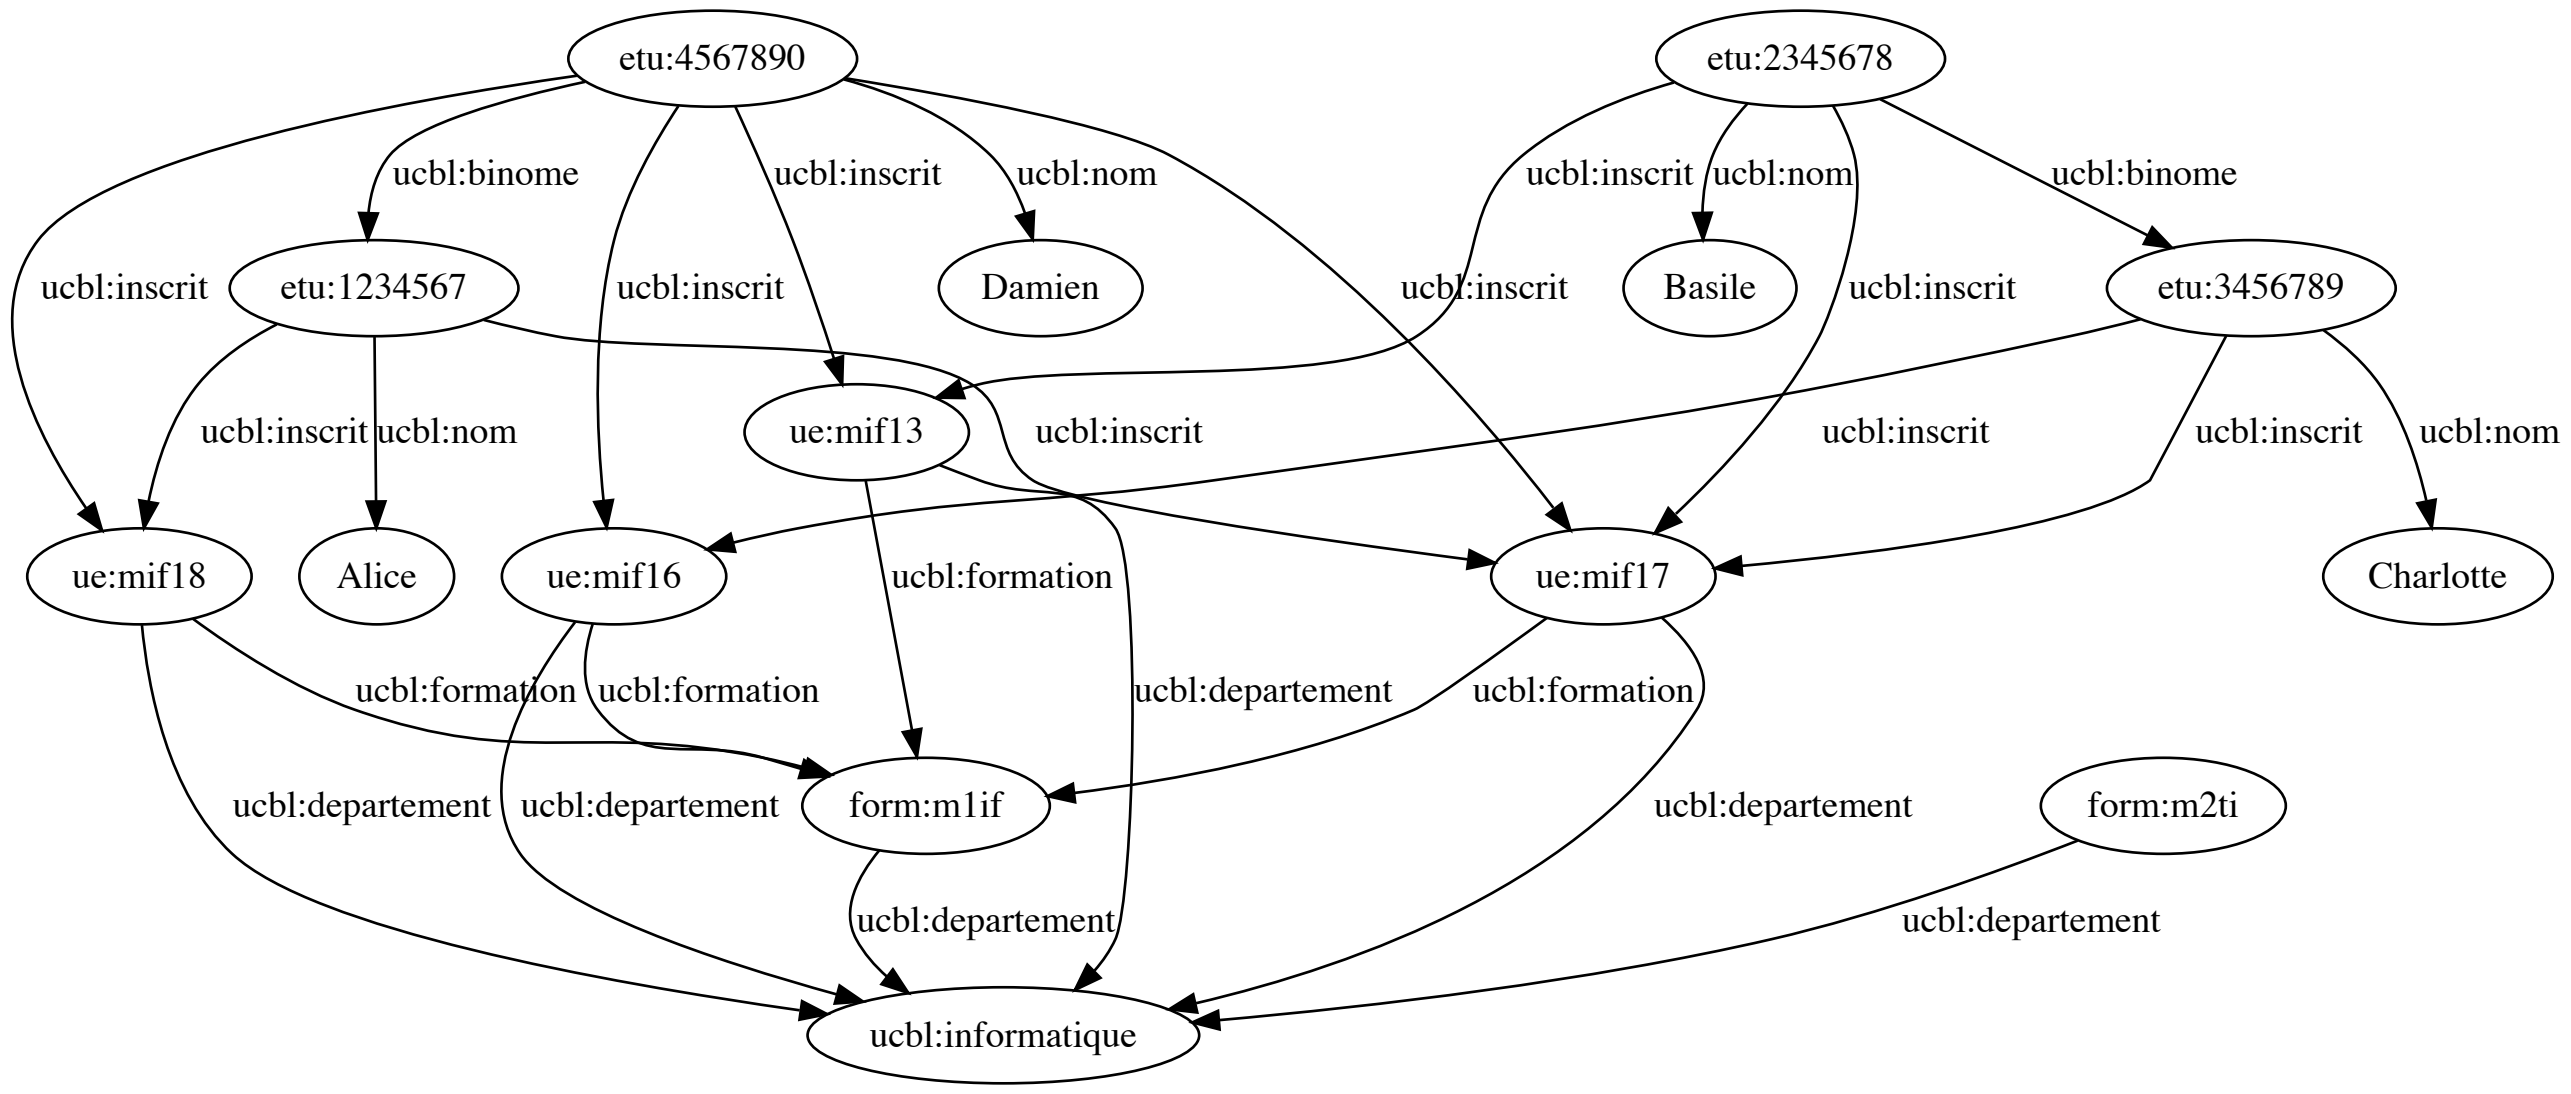 etu:4567890
etu:2345678
ucbl:binome
ucbl:inscrit
ucbl:nom
ucbl:inscrit
ucbl:nom
ucbl:binome
ucbl:inscrit
etu:1234567
ucbl:inscrit
Damien
ucbl:inscrit
Basile
ucbl:inscrit
etu:3456789
ucbl:inscrit
ucbl:nom
ue:mif13
ucbl:inscrit
ucbl:inscrit
ucbl:inscrit
ucbl:nom
ue:mif18
Alice
ue:mif16
ucbl:formation
ue:mif17
Charlotte
ucbl:formation
ucbl:formation
ucbl:departement
ucbl:formation
ucbl:departement
ucbl:departement
form:m1if
ucbl:departement
form:m2ti
ucbl:departement
ucbl:departement
ucbl:informatique